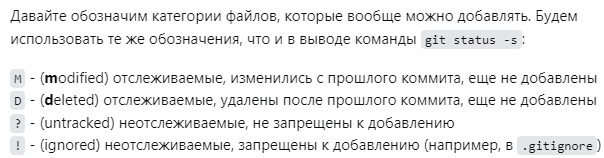 Давайте обозначим категории файлов, которые вообще можно добавлять. Будем
использовать те же обозначения, что и в выводе команды git status -s:
M - (modified) отслеживаемые, изменились с прошлого коммита, еще не добавлены
D - (deleted) отслеживаемые, удалены после прошлого коммита, еще не добавлены
? - (untracked) неотслеживаемые, не запрещены к добавлению
! - (ignored) неотслеживаемые, запрещены к добавлению (например, в .gitignore)